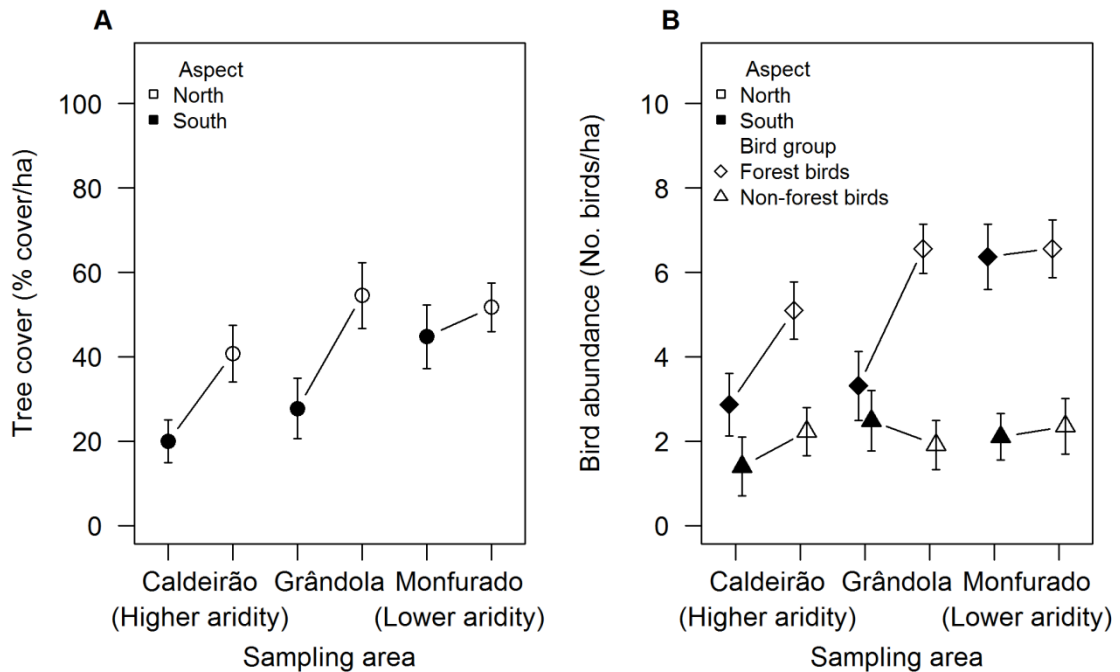 A
Aspect
North
South
100
80
60
40
20
0
Tree cover (% cover/ha)
Caldeirão Grândola Monfurado
(Higher aridity) (Lower aridity)
Sampling area
B
Aspect
North
South
Bird group
Forest birds
Non-forest birds
10
8
6
4
2
0
Bird abundance (No. birds/ha)
Caldeirão Grândola Monfurado
(Higher aridity) (Lower aridity)
Sampling area